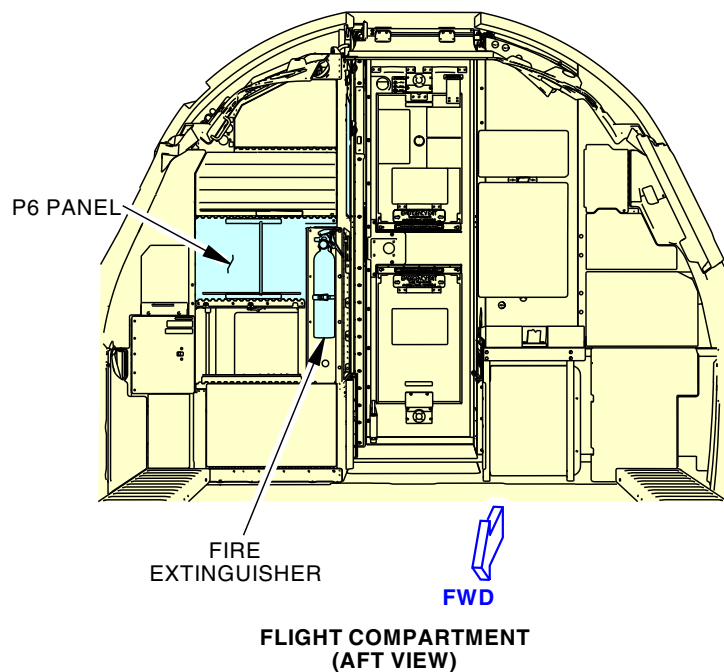 P6 PANEL
FIRE
EXTINGUISHER
FWD
FLIGHT COMPARTMENT
(AFT VIEW)